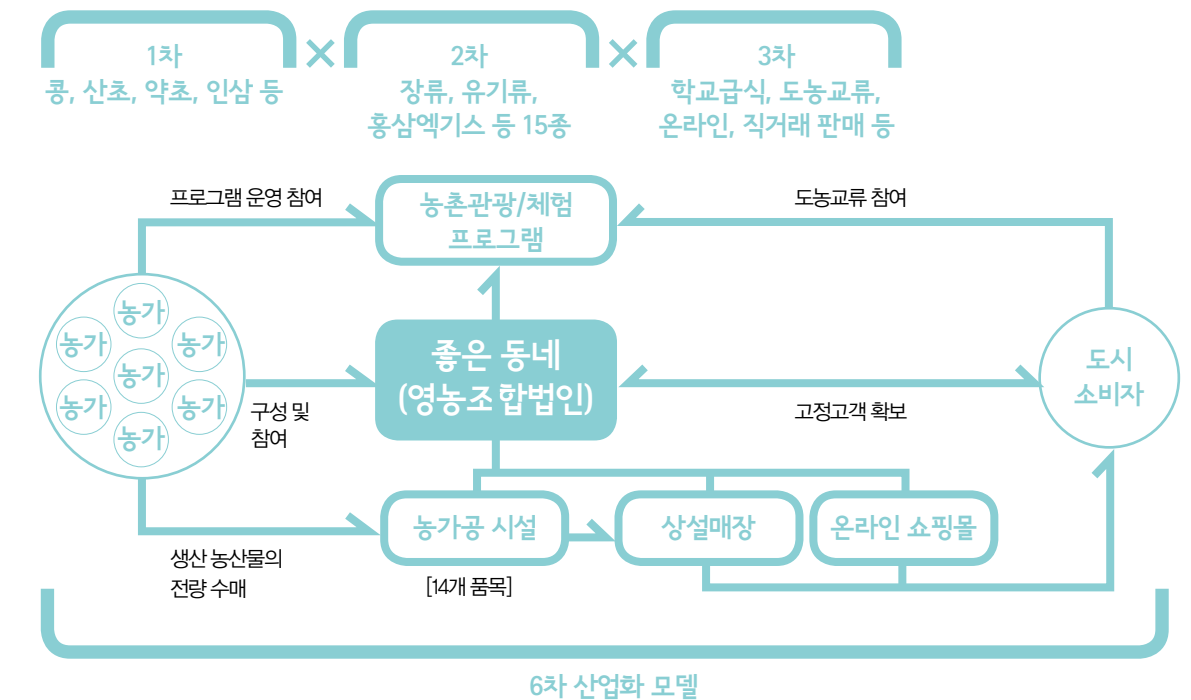 1차
콩, 산초, 약초, 인삼 등
×
2차
장류, 유기류,
홍삼엑기스 등 15종
×
3차
학교급식, 도농교류,
온라인, 직거래 판매 등
프로그램 운영 참여
농촌관광/체험
프로그램
도농교류 참여
농가
농가
농가
농가
농가
농가
농가
구성 및
참여
좋은 동네
(영농조합법인)
고정고객 확보
도시
소비자
생산 농산물의
전량 수매
농가공 시설
[14개 품목]
상설매장
온라인 쇼핑몰
6차 산업화 모델